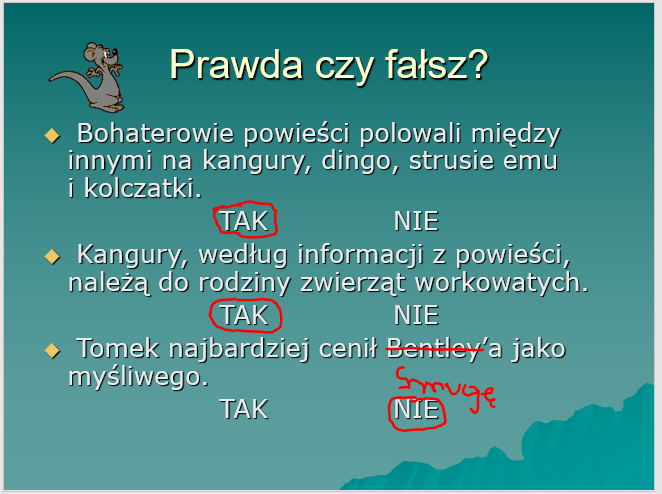 Prawda czy fałsz?
Bohaterowie powieści polowali między
innymi na kangury, dingo, strusie emu
i kolczatki.
TAK NIE
Kangury, według informacji z powieści,
należą do rodziny zwierząt workowatych.
TAK NIE
Tomek najbardziej cenił Bentley’a jako
myśliwego.
Smugę
TAK NIE